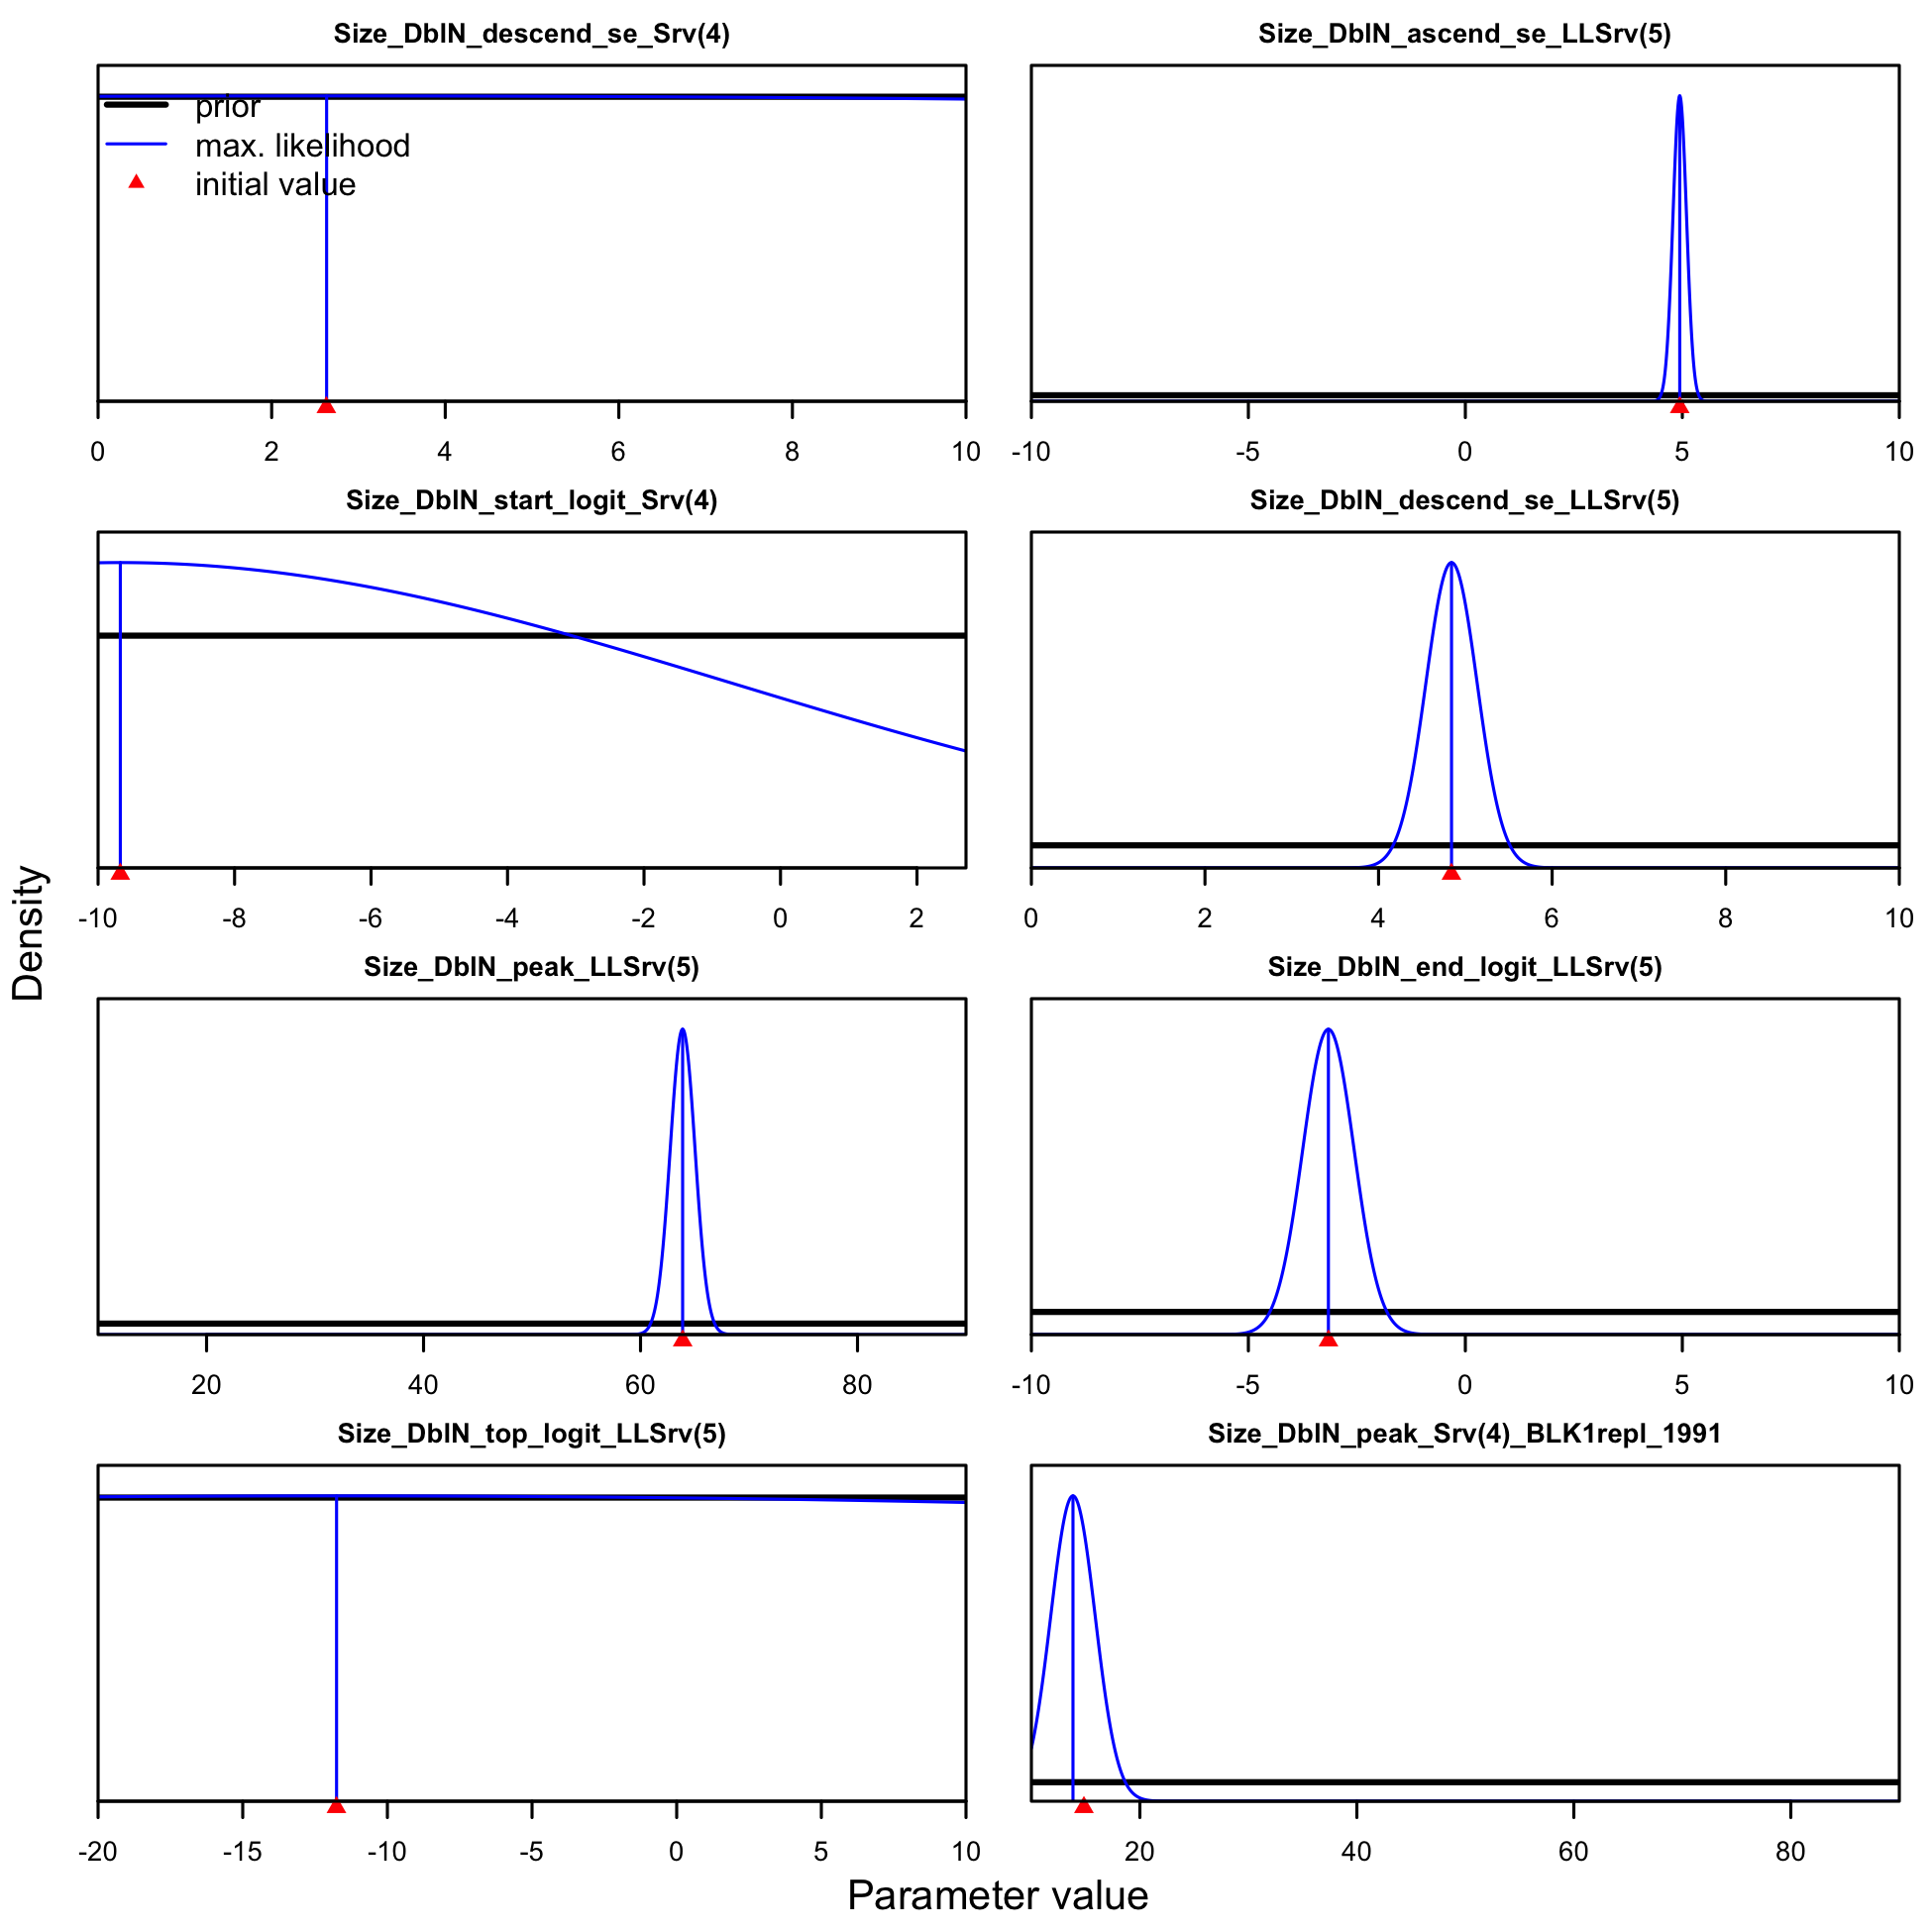 Size_DblN_descend_se_Srv(4)
prior
max. likelihood
initial value
0 2 4 6 8 10
Size_DblN_ascend_se_LLSrv(5)
-10 -5 0 5 10
Size_DblN_start_logit_Srv(4)
-10 -8 -6 -4 -2 0 2
Size_DblN_descend_se_LLSrv(5)
0 2 4 6 8 10
Size_DblN_peak_LLSrv(5)
20 40 60 80
Size_DblN_end_logit_LLSrv(5)
-10 -5 0 5 10
Size_DblN_top_logit_LLSrv(5)
-20 -15 -10 -5 0 5 10
Size_DblN_peak_Srv(4)_BLK1repl_1991
20 40 60 80
Density
Parameter value